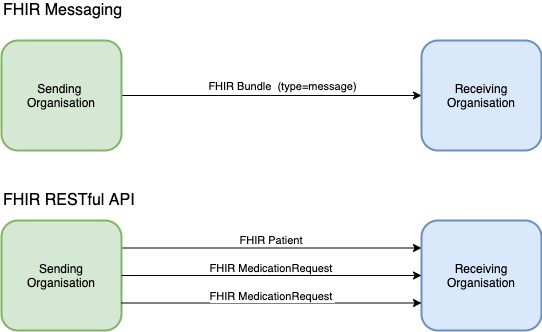 FHIR Messaging
Sending
Organisation
FHIR Bundle (type=message)
Receiving
Organisation
FHIR RESTful API
Sending
Organisation
FHIR Patient
FHIR MedicationRequest
FHIR MedicationRequest
Receiving
Organisation